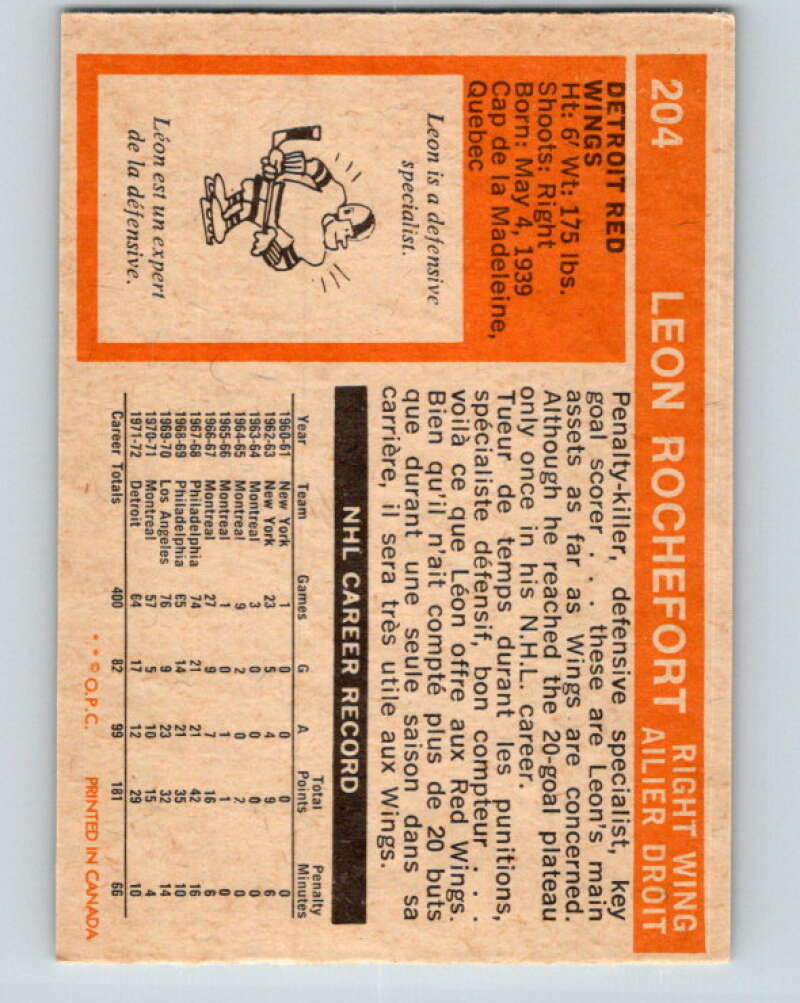 204 LEON ROCHEFORT RIGHT WING
AILIER DROIT
DETROIT RED
WINGS
Ht: 6' Wt: 175 lbs.
Shoots: Right
Born: May 4, 1939
Cap de la Madeleine,
Quebec
Leon is a defensive
specialist.
Léon est un expert
de la défensive.
Penalty-killer, defensive specialist, key
goal scorer . . . these are Leon's main
assets as far as Wings are concerned.
Although he reached the 20-goal plateau
only once in his N.H.L. career.
Tueur de temps durant les punitions,
spécialiste défensif, bon compteur . . .
voilà ce que Léon offre aux Red Wings.
Bien qu'il n'ait compté plus de 20 buts
que durant une seule saison dans sa
carrière, il sera très utile aux Wings.
NHL CAREER RECORD
Year Team Games G A Total Points Penalty Minutes
1960-61 New York 1 0 0 0 0
1962-63 New York 23 5 4 9 6
1963-64 Montreal 3 0 0 0 0
1964-65 Montreal 9 2 0 2 0
1965-66 Montreal 1 0 1 1 0
1966-67 Montreal 27 9 7 16 6
1967-68 Philadelphia 74 21 21 42 16
1968-69 Philadelphia 65 14 21 35 10
1969-70 Los Angeles 76 9 23 32 14
1970-71 Montreal 57 5 10 15 4
1971-72 Detroit 64 17 12 29 10
Career Totals 400 82 99 181 66
* * © O.P.C. PRINTED IN CANADA